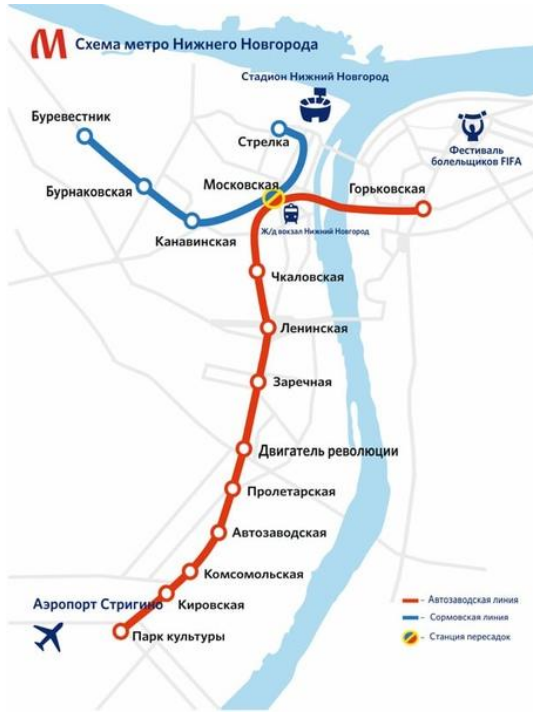 Схема метро Нижнего Новгорода
Стадион Нижний Новгород
Буревестник
Стрелка
Фестиваль
болельщиков FIFA
Бурнаковская
Московская
Горьковская
Канавинская
Ж/д вокзал Нижний Новгород
Чкаловская
Ленинская
Заречная
Двигатель революции
Пролетарская
Автозаводская
Комсомольская
Аэропорт Стригино
Кировская
Парк культуры
– Автозаводская линия
– Сормовская линия
– Станция пересадок